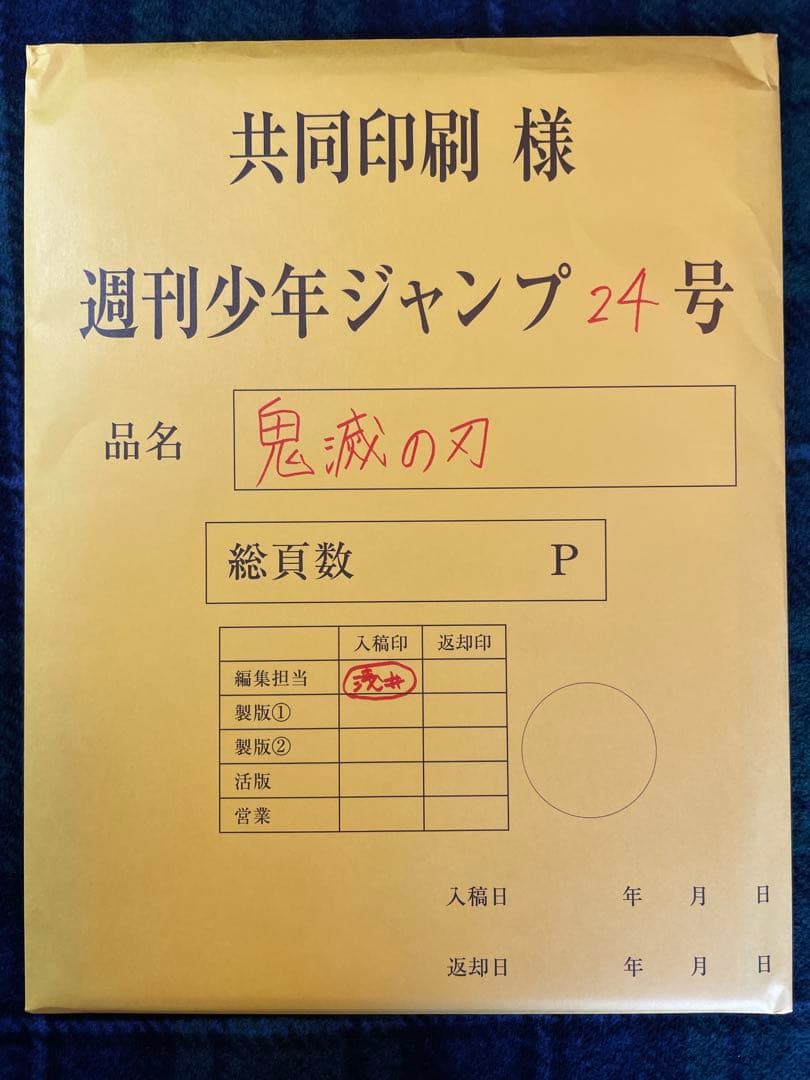 共同印刷 様
週刊少年ジャンプ 24 号
品名 鬼滅の刃
総頁数 P
入稿印 返却印
編集担当 浅井
製版①
製版②
活版
営業
入稿日 年 月 日
返却日 年 月 日